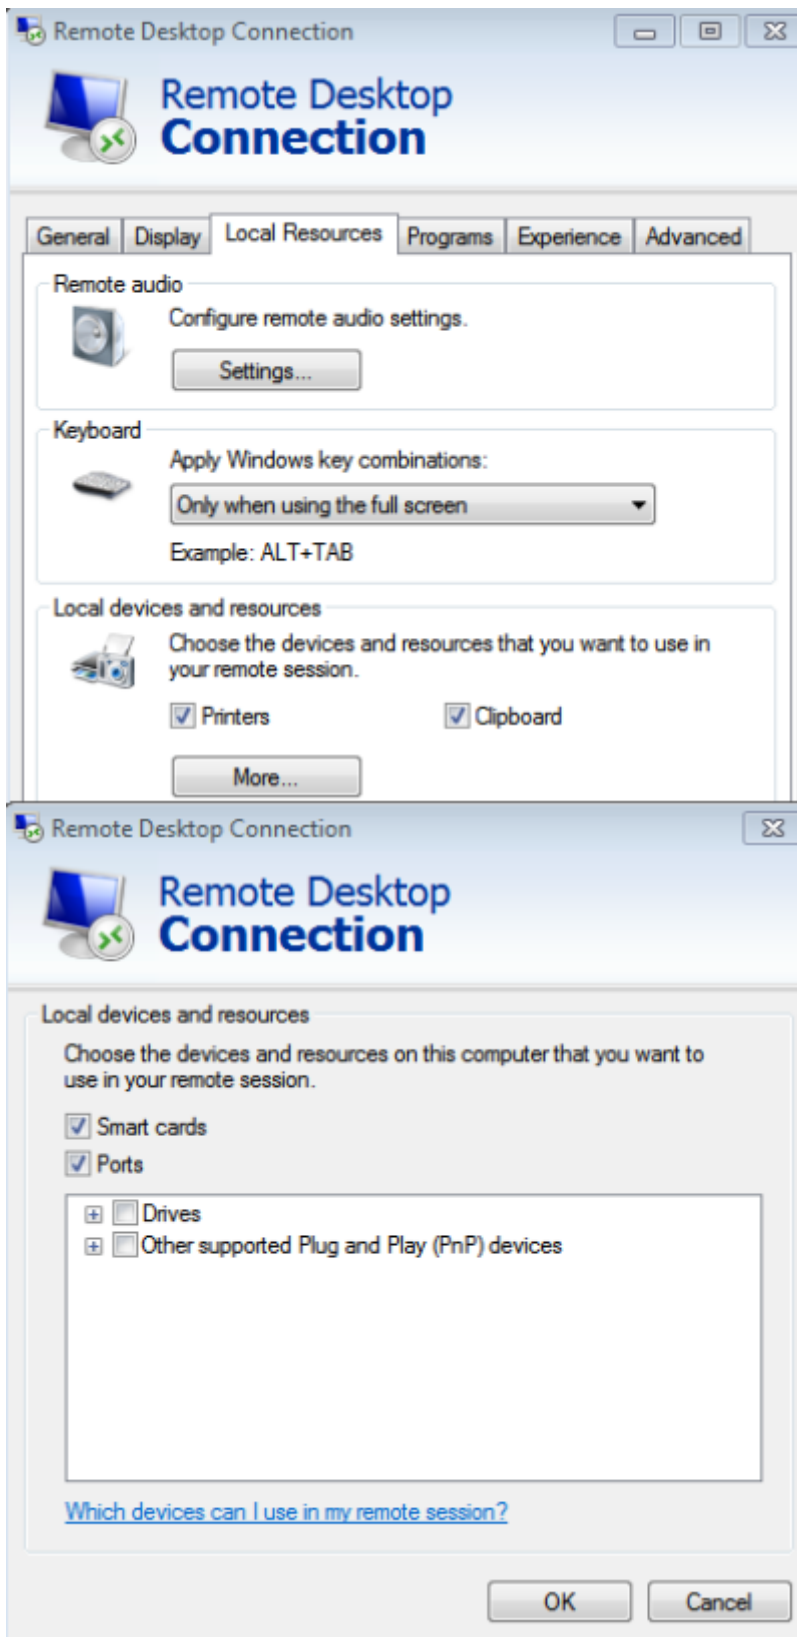 Remote Desktop Connection
Remote Desktop
Connection
General Display Local Resources Programs Experience Advanced
Remote audio
Configure remote audio settings.
Settings...
Keyboard
Apply Windows key combinations:
Only when using the full screen
Example: ALT+TAB
Local devices and resources
Choose the devices and resources that you want to use in
your remote session.
Printers Clipboard
More...
Remote Desktop Connection
Remote Desktop
Connection
Local devices and resources
Choose the devices and resources on this computer that you want to
use in your remote session.
Smart cards
Ports
Drives
Other supported Plug and Play (PnP) devices
Which devices can I use in my remote session?
OK Cancel